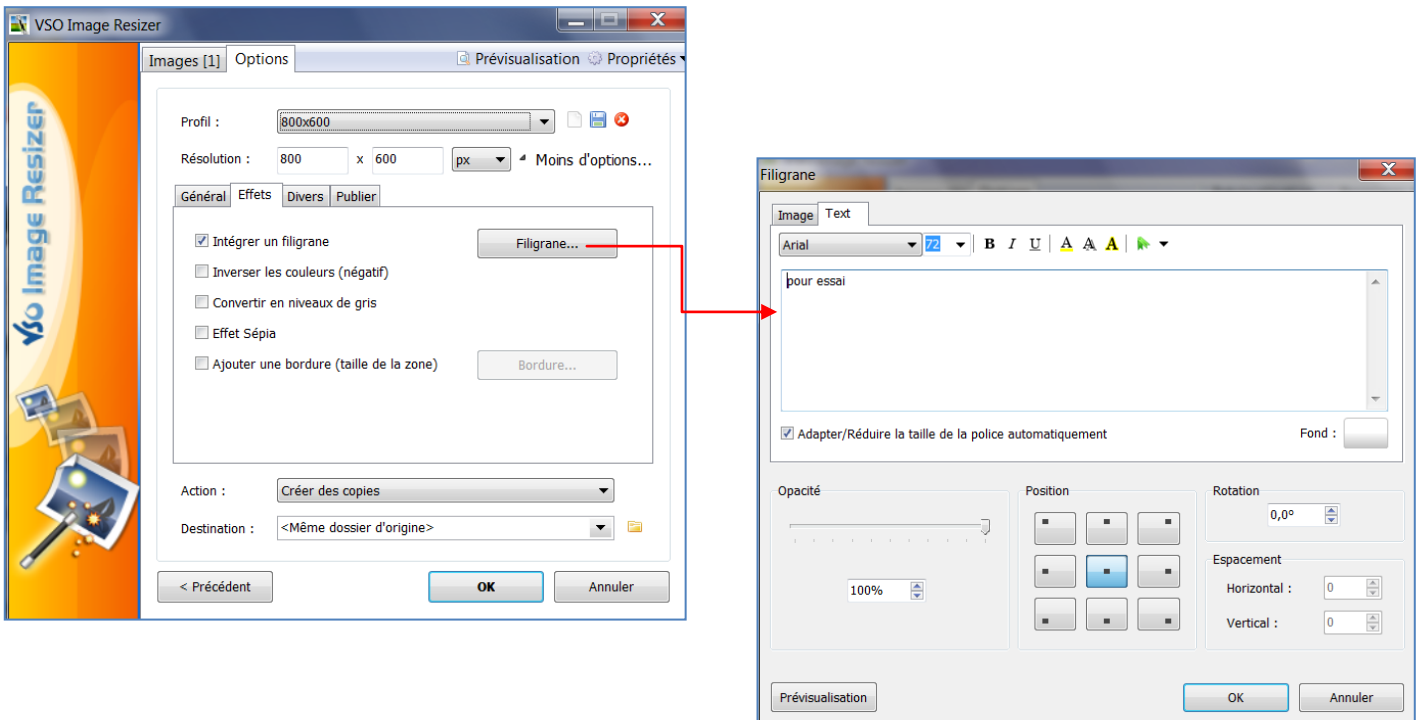 VSO Image Resizer
Images [1] Options Prévisualisation Propriétés
Vso Image Resizer
Profil : 800x600
Résolution : 800 x 600 px Moins d'options...
Général Effets Divers Publier
Intégrer un filigrane Filigrane...
Inverser les couleurs (négatif)
Convertir en niveaux de gris
Effet Sépia
Ajouter une bordure (taille de la zone) Bordure...
Action : Créer des copies
Destination : <Même dossier d'origine>
< Précédent OK Annuler
Filigrane
Image Text
Arial 72 B I U A A A
pour essai
Adapter/Réduire la taille de la police automatiquement Fond :
Opacité Position Rotation
0,0°
Espacement
100% Horizontal : 0
Vertical : 0
Prévisualisation OK Annuler